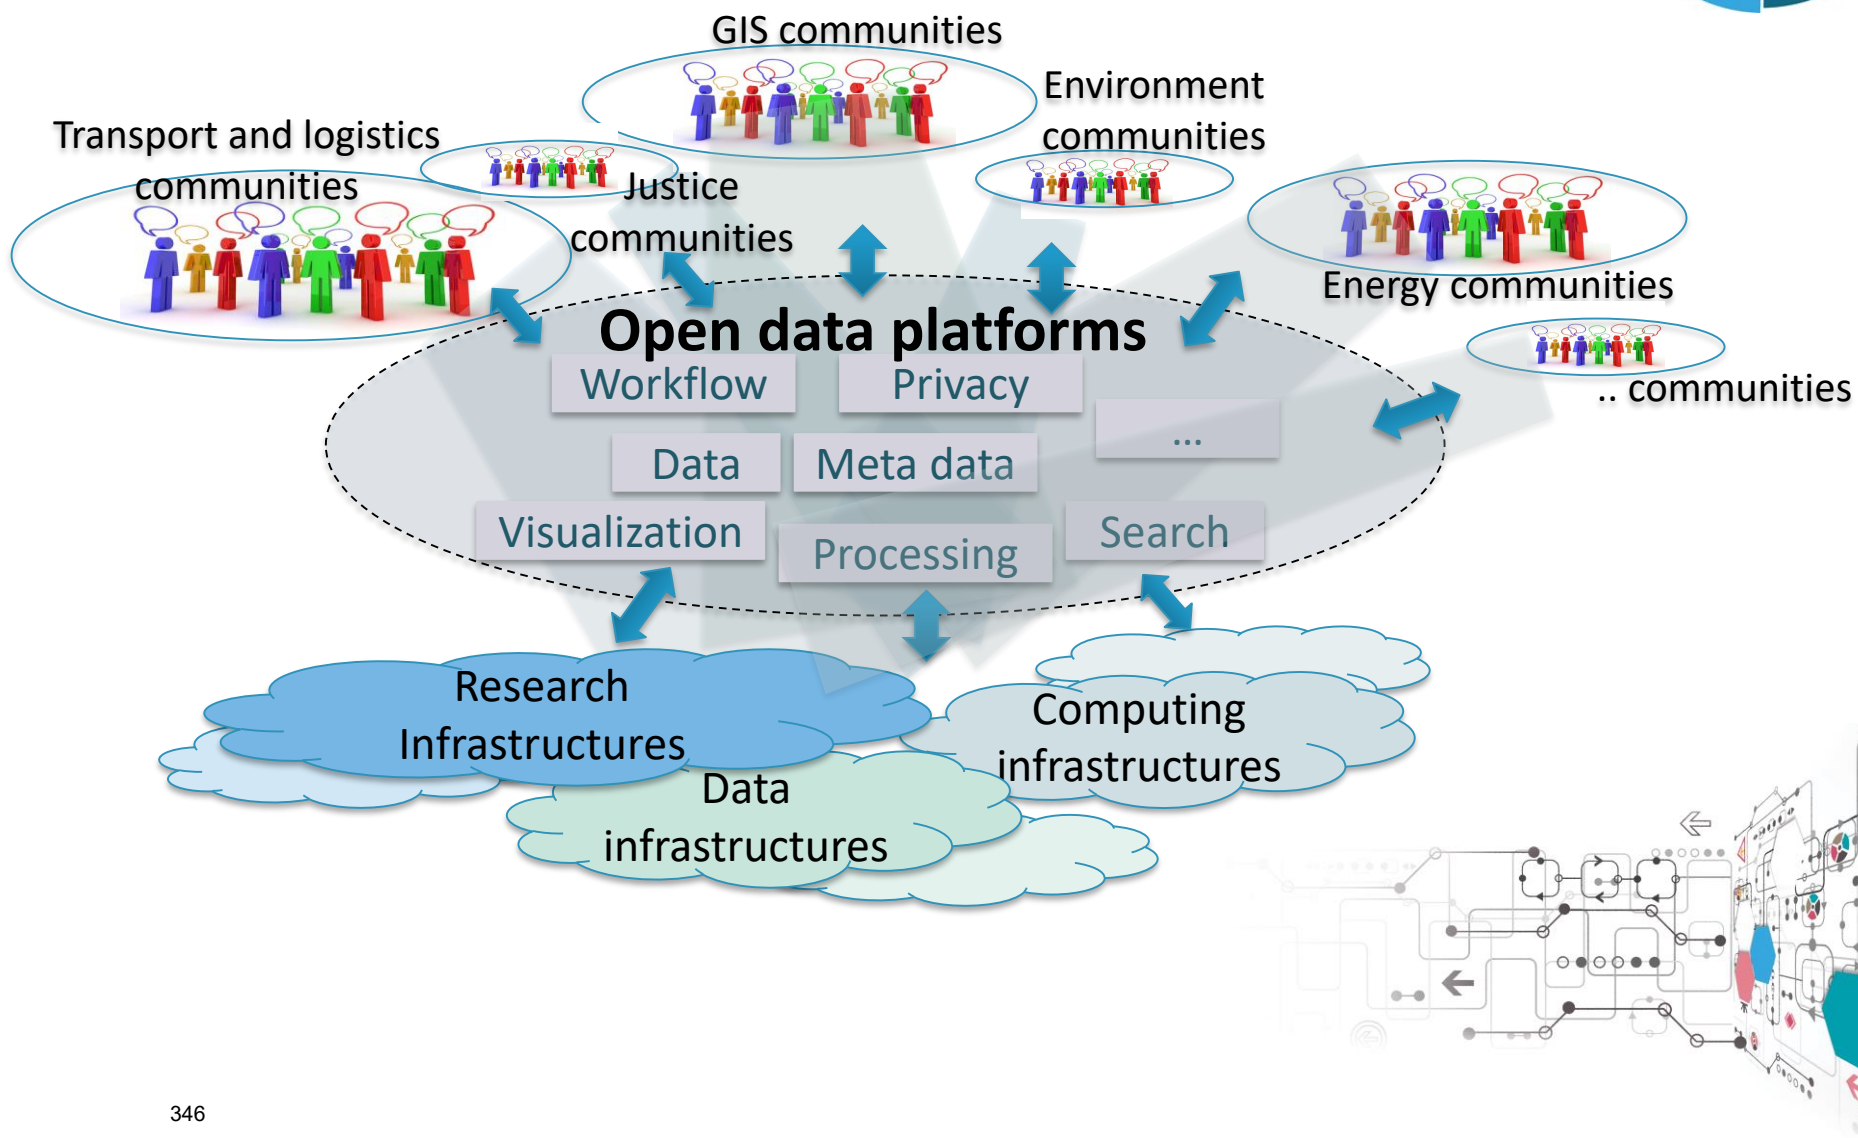 GIS communities
Environment
communities
Transport and logistics
communities
Justice
communities
Energy communities
.. communities
Open data platforms
Workflow
Privacy
...
Data
Meta data
Visualization
Processing
Search
Research
Infrastructures
Computing
infrastructures
Data
infrastructures
346